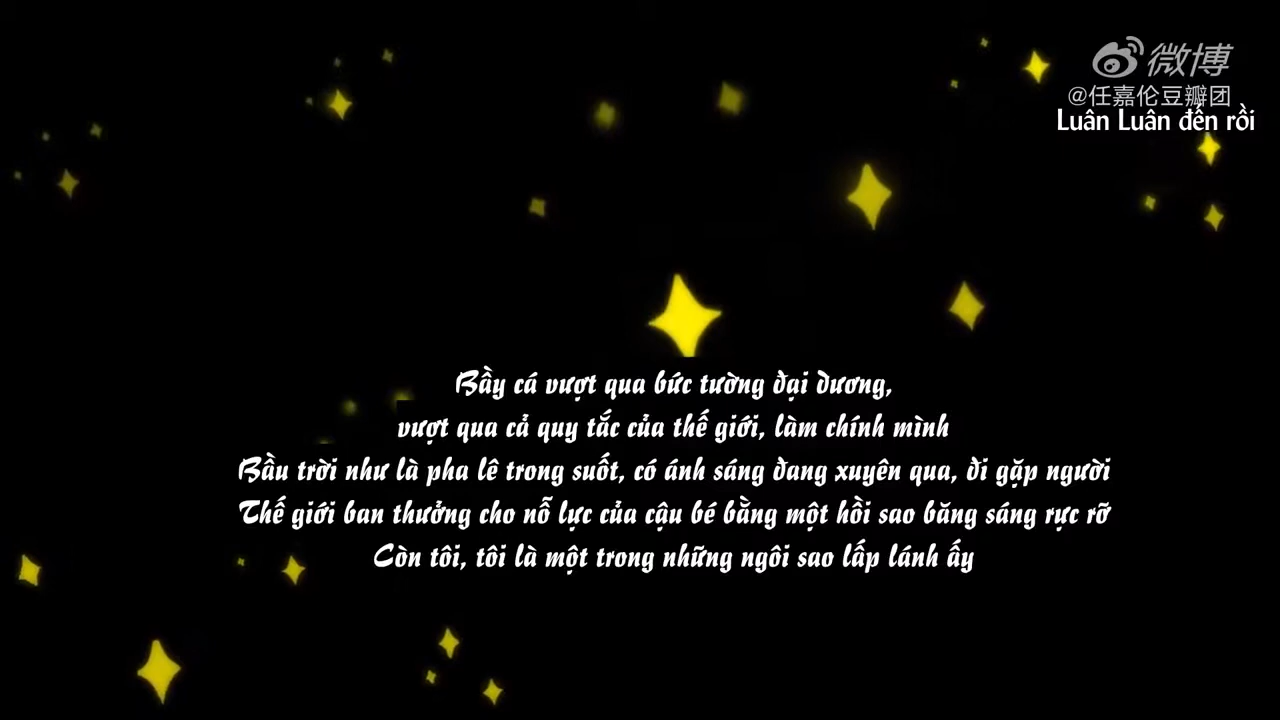 微博
@任嘉伦豆瓣团
Luân Luân đến rồi
Bầy cá vượt qua bức tường đại dương,
vượt qua cả quy tắc của thế giới, làm chính mình
Bầu trời như là pha lê trong suốt, có ánh sáng đang xuyên qua, đi gặp người
Thế giới ban thưởng cho nỗ lực của cậu bé bằng một hồi sao băng sáng rực rỡ
Còn tôi, tôi là một trong những ngôi sao lấp lánh ấy